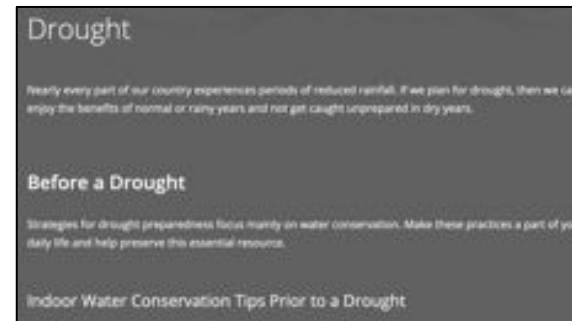 Drought
Nearly every part of our country experiences periods of reduced rainfall. If we plan for drought, then we
enjoy the benefits of normal or rainy years and not get caught unprepared in dry years.
Before a Drought
Strategies for drought preparedness focus mainly on water conservation. Make these practices a part of
daily life and help preserve this essential resource.
Indoor Water Conservation Tips Prior to a Drought